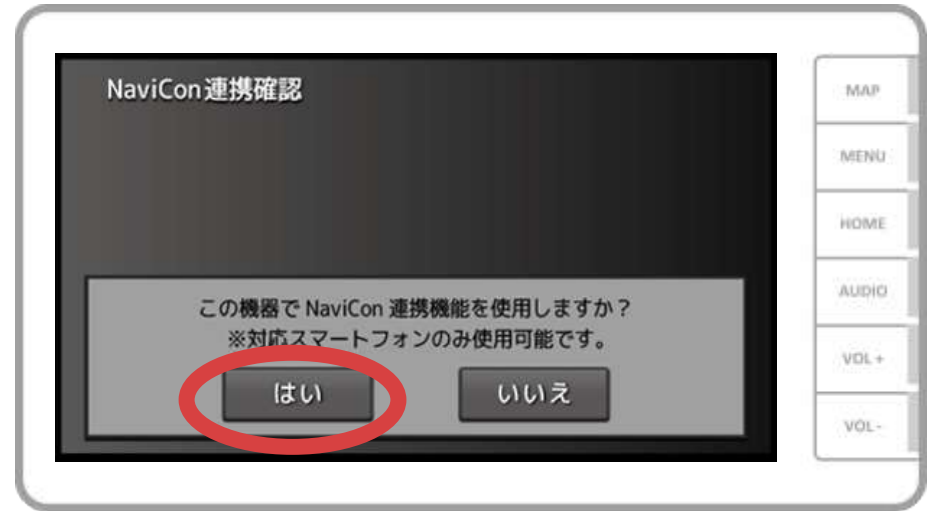 NaviCon連携確認
この機器で NaviCon 連携機能を使用しますか？
※対応スマートフォンのみ使用可能です。
はい
いいえ
MAP
MENU
HOME
AUDIO
VOL +
VOL -